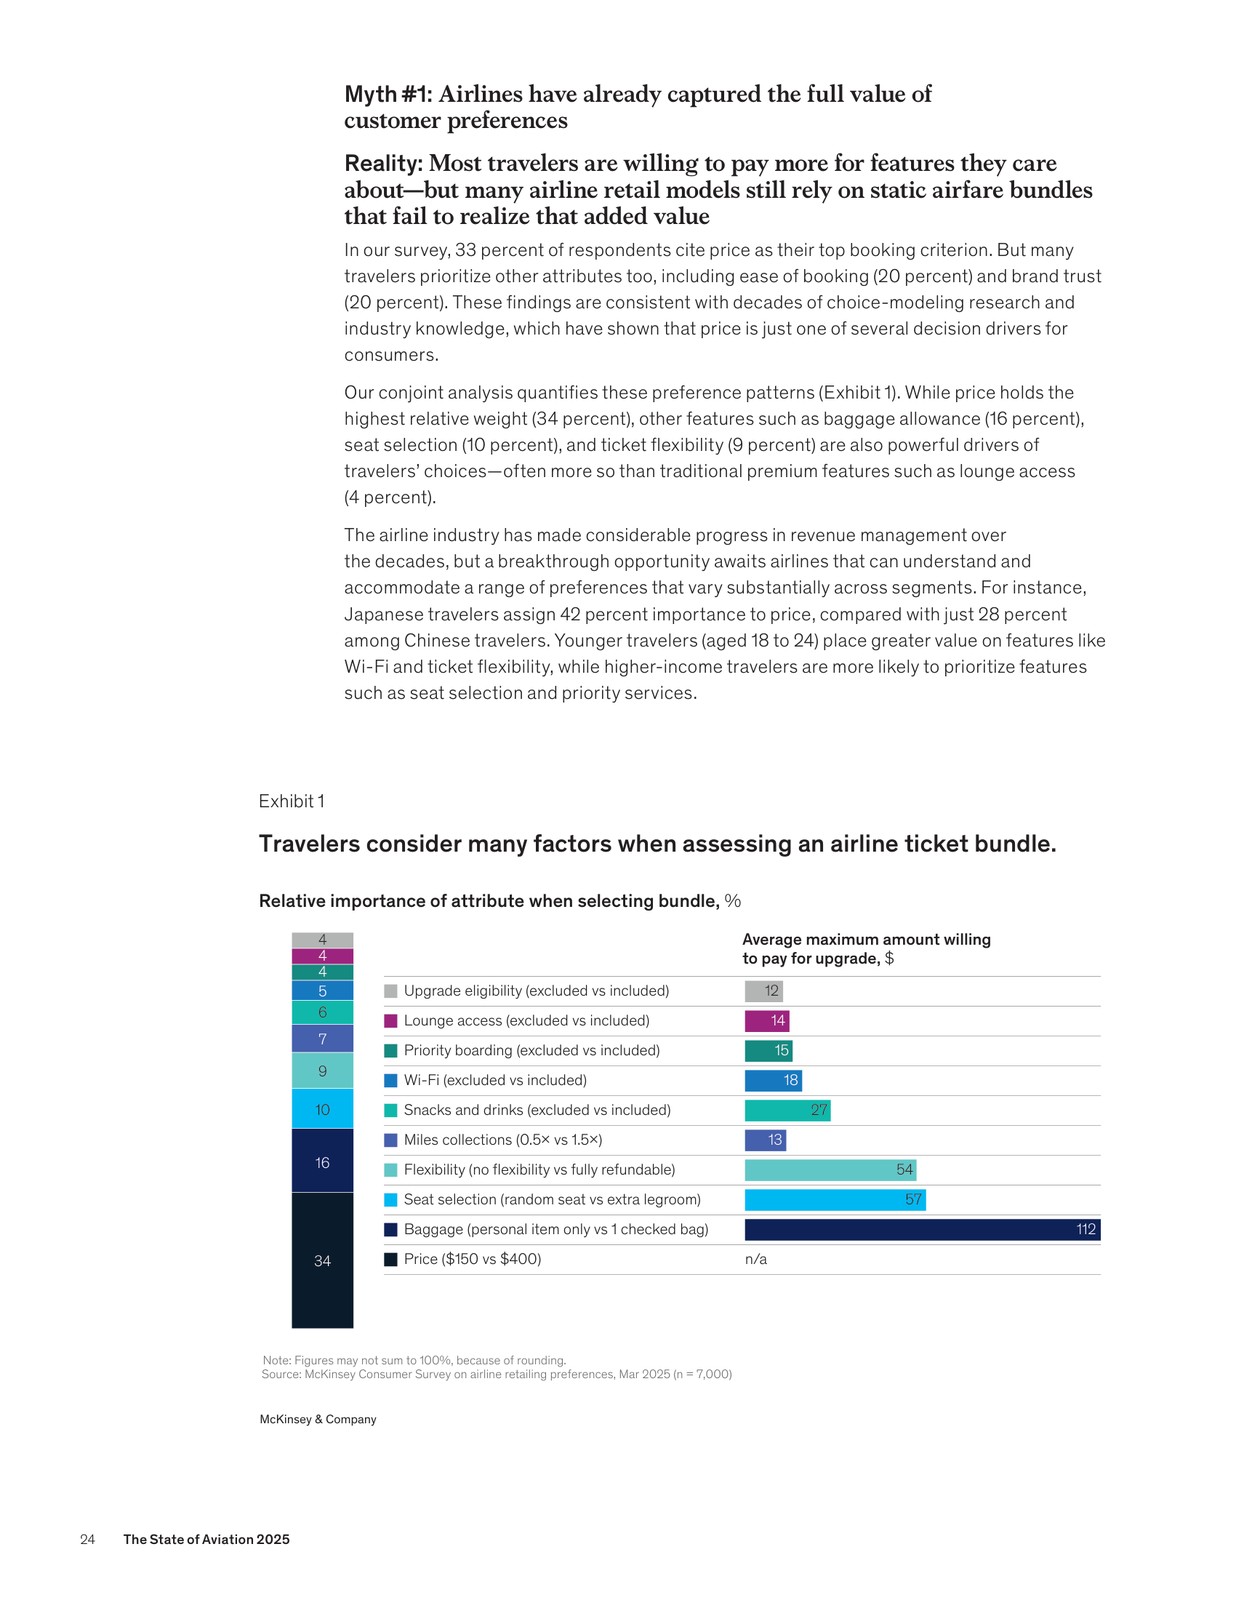 Myth #1: Airlines have already captured the full value of
customer preferences
Reality: Most travelers are willing to pay more for features they care
about—but many airline retail models still rely on static airfare bundles
that fail to realize that added value
In our survey, 33 percent of respondents cite price as their top booking criterion. But many
travelers prioritize other attributes too, including ease of booking (20 percent) and brand trust
(20 percent). These findings are consistent with decades of choice-modeling research and
industry knowledge, which have shown that price is just one of several decision drivers for
consumers.
Our conjoint analysis quantifies these preference patterns (Exhibit 1). While price holds the
highest relative weight (34 percent), other features such as baggage allowance (16 percent),
seat selection (10 percent), and ticket flexibility (9 percent) are also powerful drivers of
travelers’ choices—often more so than traditional premium features such as lounge access
(4 percent).
The airline industry has made considerable progress in revenue management over
the decades, but a breakthrough opportunity awaits airlines that can understand and
accommodate a range of preferences that vary substantially across segments. For instance,
Japanese travelers assign 42 percent importance to price, compared with just 28 percent
among Chinese travelers. Younger travelers (aged 18 to 24) place greater value on features like
Wi-Fi and ticket flexibility, while higher-income travelers are more likely to prioritize features
such as seat selection and priority services.
Exhibit 1
Travelers consider many factors when assessing an airline ticket bundle.
Relative importance of attribute when selecting bundle, %
4
4
4
5
6
7
9
10
16
34
Average maximum amount willing
to pay for upgrade, $
Upgrade eligibility (excluded vs included) 12
Lounge access (excluded vs included) 14
Priority boarding (excluded vs included) 15
Wi-Fi (excluded vs included) 18
Snacks and drinks (excluded vs included) 27
Miles collections (0.5× vs 1.5×) 13
Flexibility (no flexibility vs fully refundable) 54
Seat selection (random seat vs extra legroom) 57
Baggage (personal item only vs 1 checked bag) 112
Price ($150 vs $400) n/a
Note: Figures may not sum to 100%, because of rounding.
Source: McKinsey Consumer Survey on airline retailing preferences, Mar 2025 (n = 7,000)
McKinsey & Company
24 The State of Aviation 2025